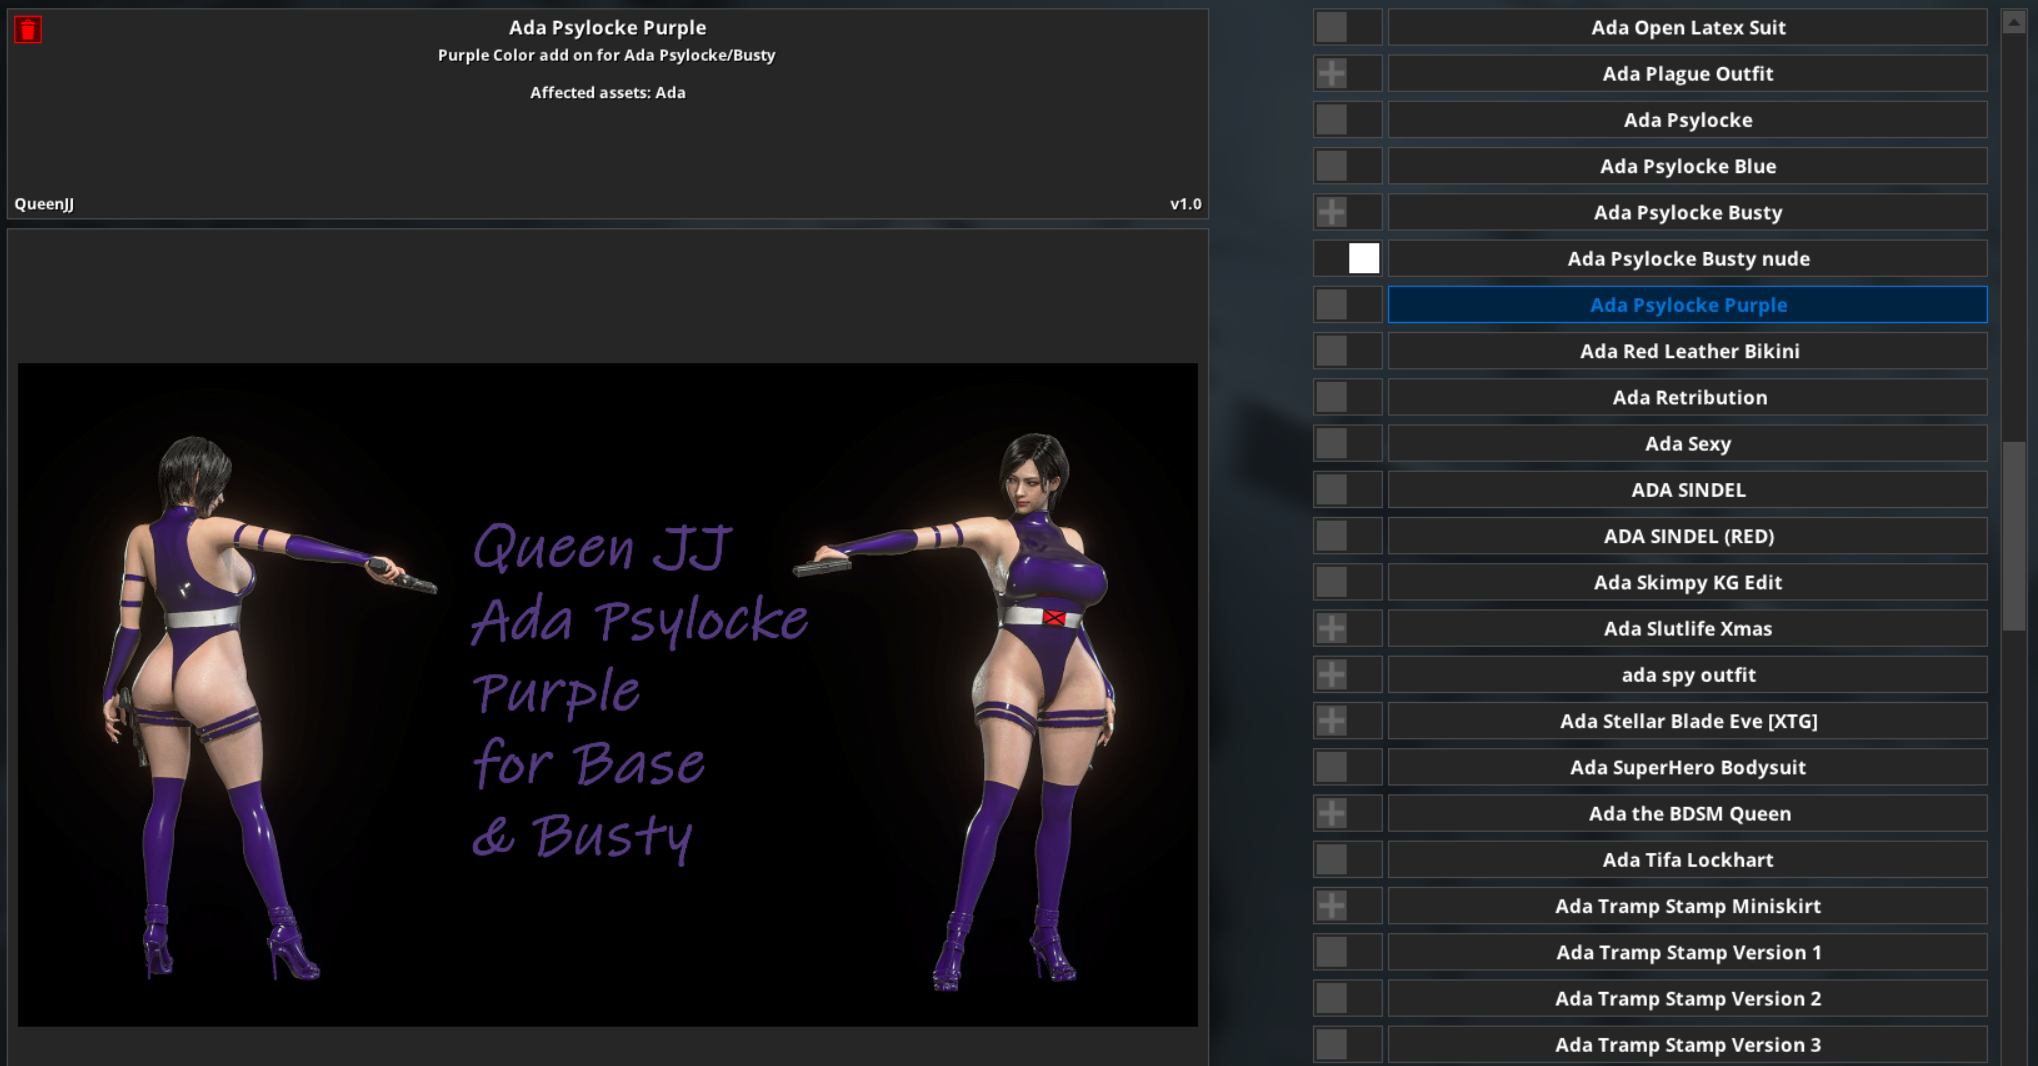 Ada Psylocke Purple
Purple Color add on for Ada Psylocke/Busty
Affected assets: Ada
QueenJJ
v1.0
Queen JJ
Ada Psylocke
Purple
for Base
& Busty
Ada Open Latex Suit
Ada Plague Outfit
Ada Psylocke
Ada Psylocke Blue
Ada Psylocke Busty
Ada Psylocke Busty nude
Ada Psylocke Purple
Ada Red Leather Bikini
Ada Retribution
Ada Sexy
ADA SINDEL
ADA SINDEL (RED)
Ada Skimpy KG Edit
Ada Slutlife Xmas
ada spy outfit
Ada Stellar Blade Eve [XTG]
Ada SuperHero Bodysuit
Ada the BDSM Queen
Ada Tifa Lockhart
Ada Tramp Stamp Miniskirt
Ada Tramp Stamp Version 1
Ada Tramp Stamp Version 2
Ada Tramp Stamp Version 3